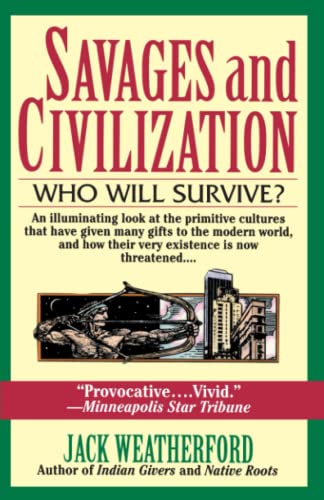 SAVAGES and
CIVILIZATION
WHO WILL SURVIVE?
An illuminating look at the primitive cultures
that have given many gifts to the modern world,
and how their very existence is now
threatened....
“Provocative....Vivid.”
—Minneapolis Star Tribune
JACK WEATHERFORD
Author of Indian Givers and Native Roots